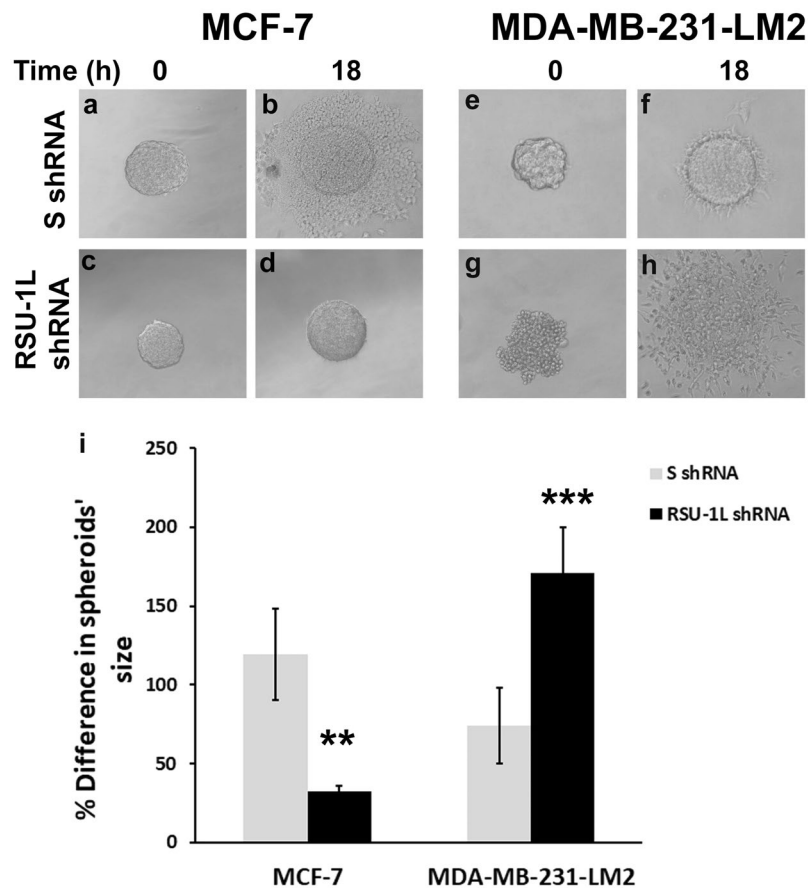 MCF-7 MDA-MB-231-LM2
Time (h) 0 18 0 18
S shRNA
a b e f
RSU-1L shRNA
c d g h
i
% Difference in spheroids' size
250
200
150
100
50
0
**
***
S shRNA
RSU-1L shRNA
MCF-7 MDA-MB-231-LM2